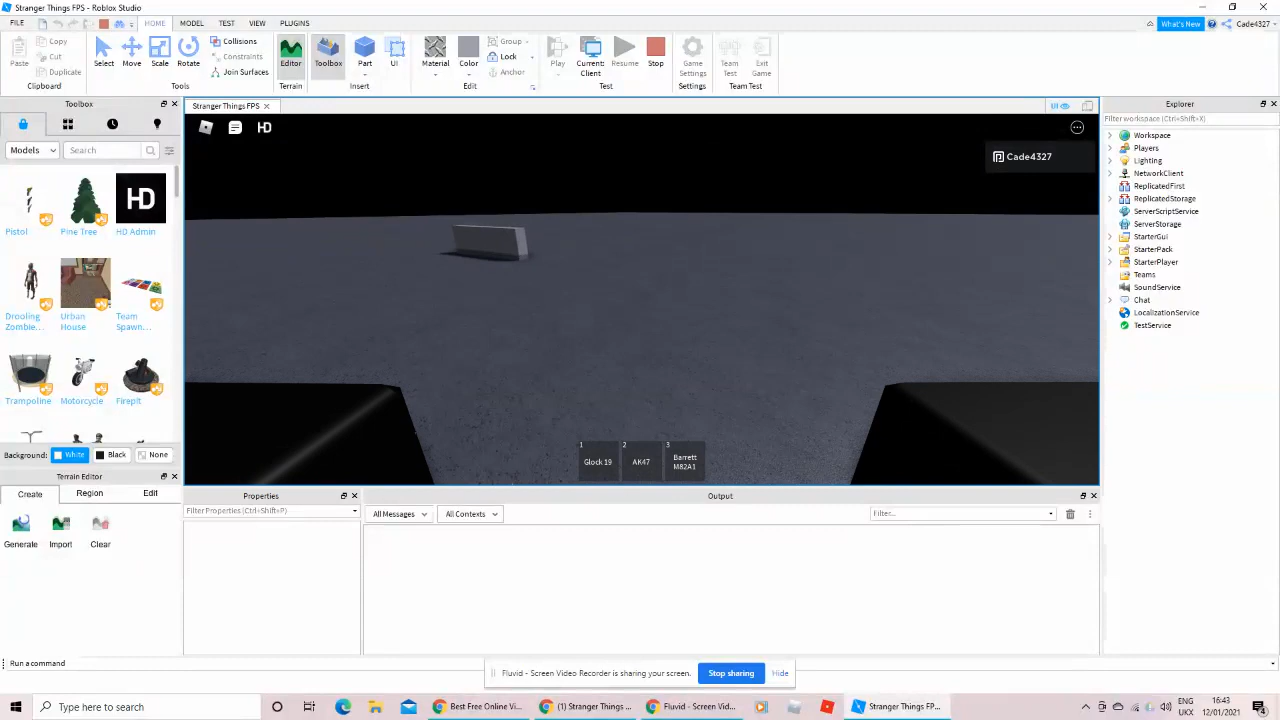 Stranger Things FPS - Roblox Studio
FILE HOME MODEL TEST VIEW PLUGINS What's New Cade4327
Paste Copy Cut Duplicate Clipboard
Select Move Scale Rotate Collisions Constraints Join Surfaces Tools
Editor Terrain
Toolbox Part UI Insert
Material Color Group Lock Anchor Edit
Play Current: Client Resume Stop Test
Game Settings Settings
Team Test Exit Game Team Test
Toolbox
Models Search
Pistol Pine Tree HD Admin
HD
Drooling Zombie... Urban House Team Spawn...
Trampoline Motorcycle Firepit
Background: White Black None
Terrain Editor
Create Region Edit
Generate Import Clear
Stranger Things FPS
UI
HD
Cade4327
1 Glock 19
2 AK47
3 Barrett M82A1
Properties
Filter Properties (Ctrl+Shift+P)
Output
All Messages All Contexts Filter...
Explorer
Filter workspace (Ctrl+Shift+X)
Workspace
Players
Lighting
NetworkClient
ReplicatedFirst
ReplicatedStorage
ServerScriptService
ServerStorage
StarterGui
StarterPack
StarterPlayer
Teams
SoundService
Chat
LocalizationService
TestService
Run a command
Fluvid - Screen Video Recorder is sharing your screen. Stop sharing Hide
Type here to search
Best Free Online Vi...
(1) Stranger Things ...
Fluvid - Screen Vid...
Stranger Things FP...
ENG
UKX
16:43
12/01/2021
4